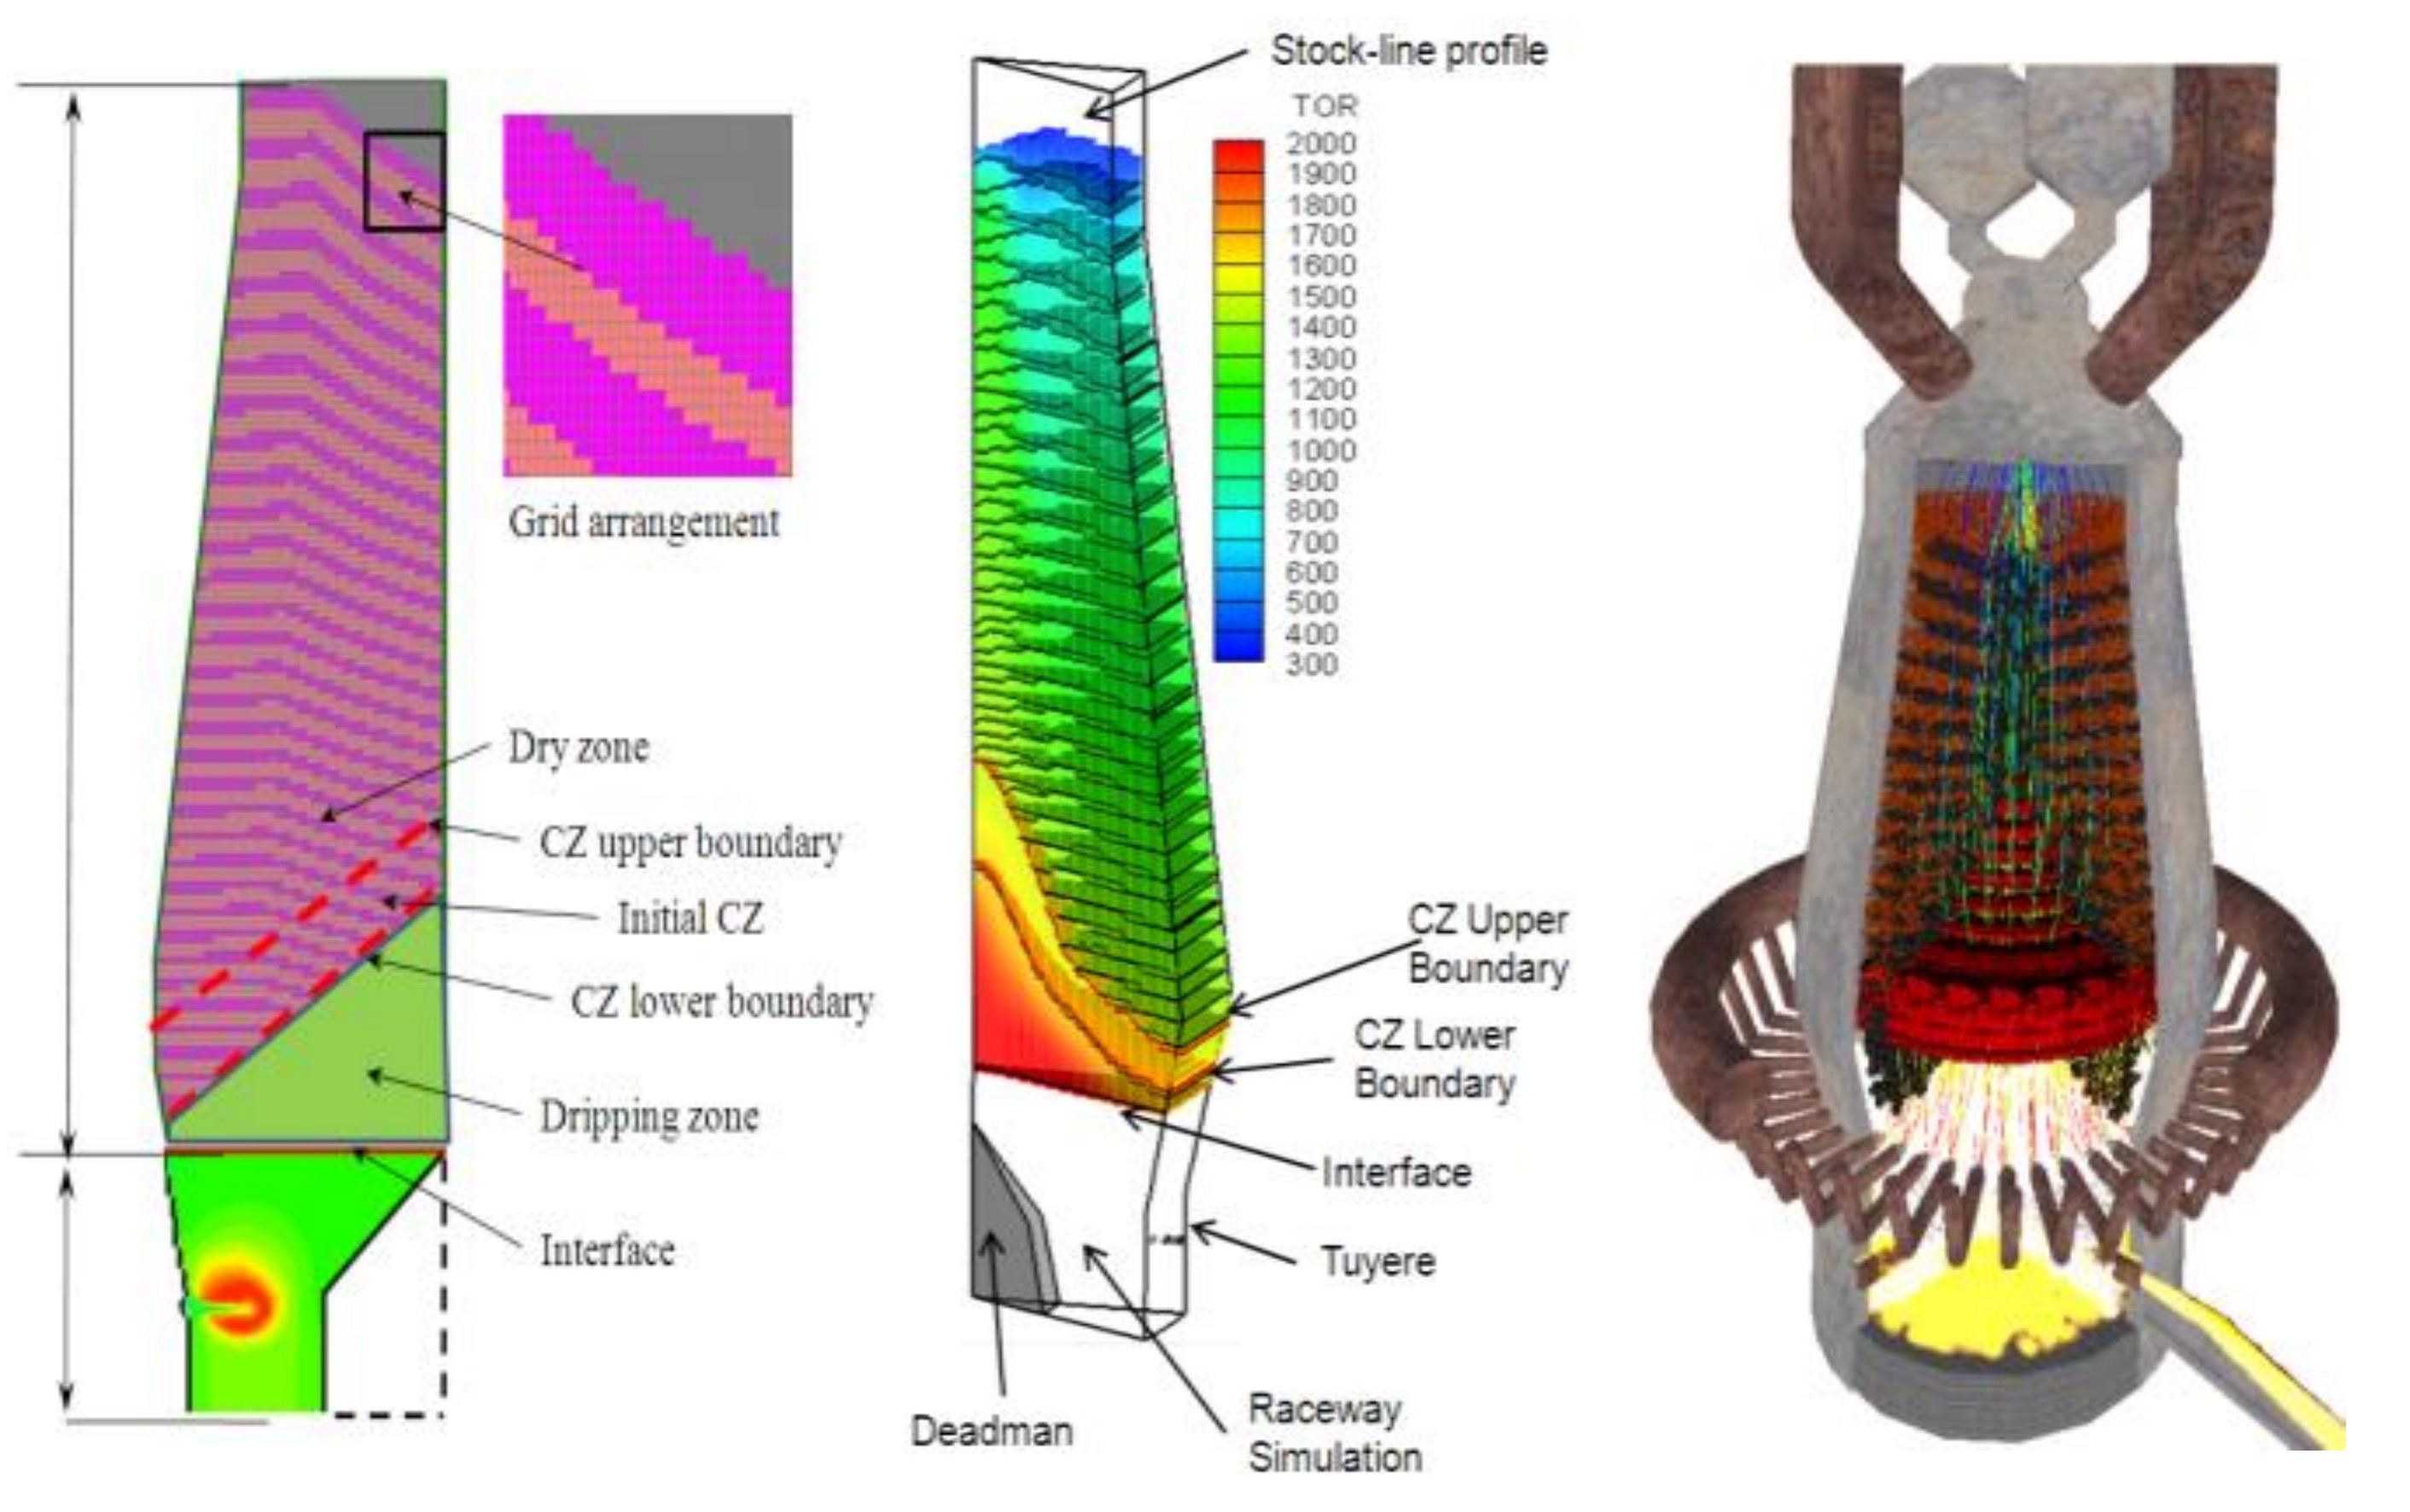 Grid arrangement
Dry zone
CZ upper boundary
Initial CZ
CZ lower boundary
Dripping zone
Interface
Stock-line profile
TOR
2000
1900
1800
1700
1600
1500
1400
1300
1200
1100
1000
900
800
700
600
500
400
300
CZ Upper
Boundary
CZ Lower
Boundary
Interface
Tuyere
Deadman
Raceway
Simulation